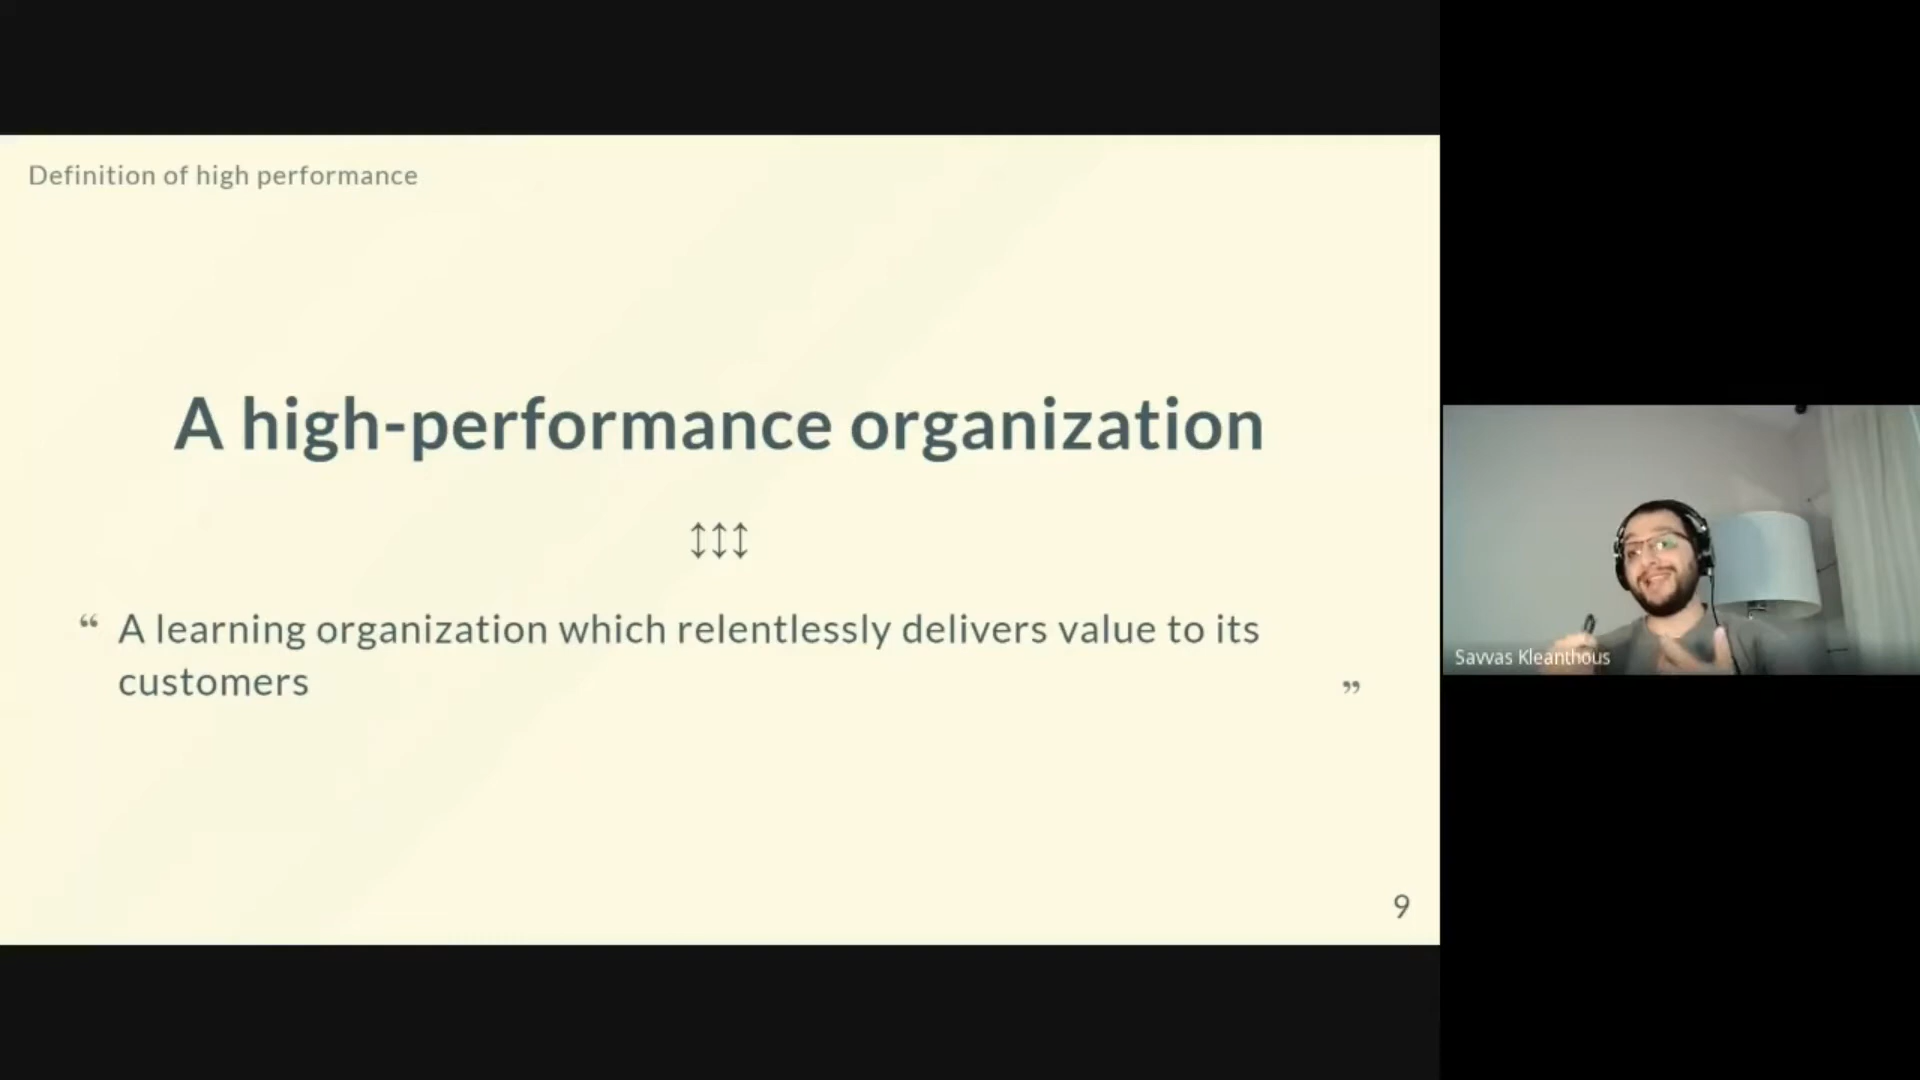 Definition of high performance
A high-performance organization
↕↕↕
“ A learning organization which relentlessly delivers value to its
customers ”
Savvas Kleanthous
9